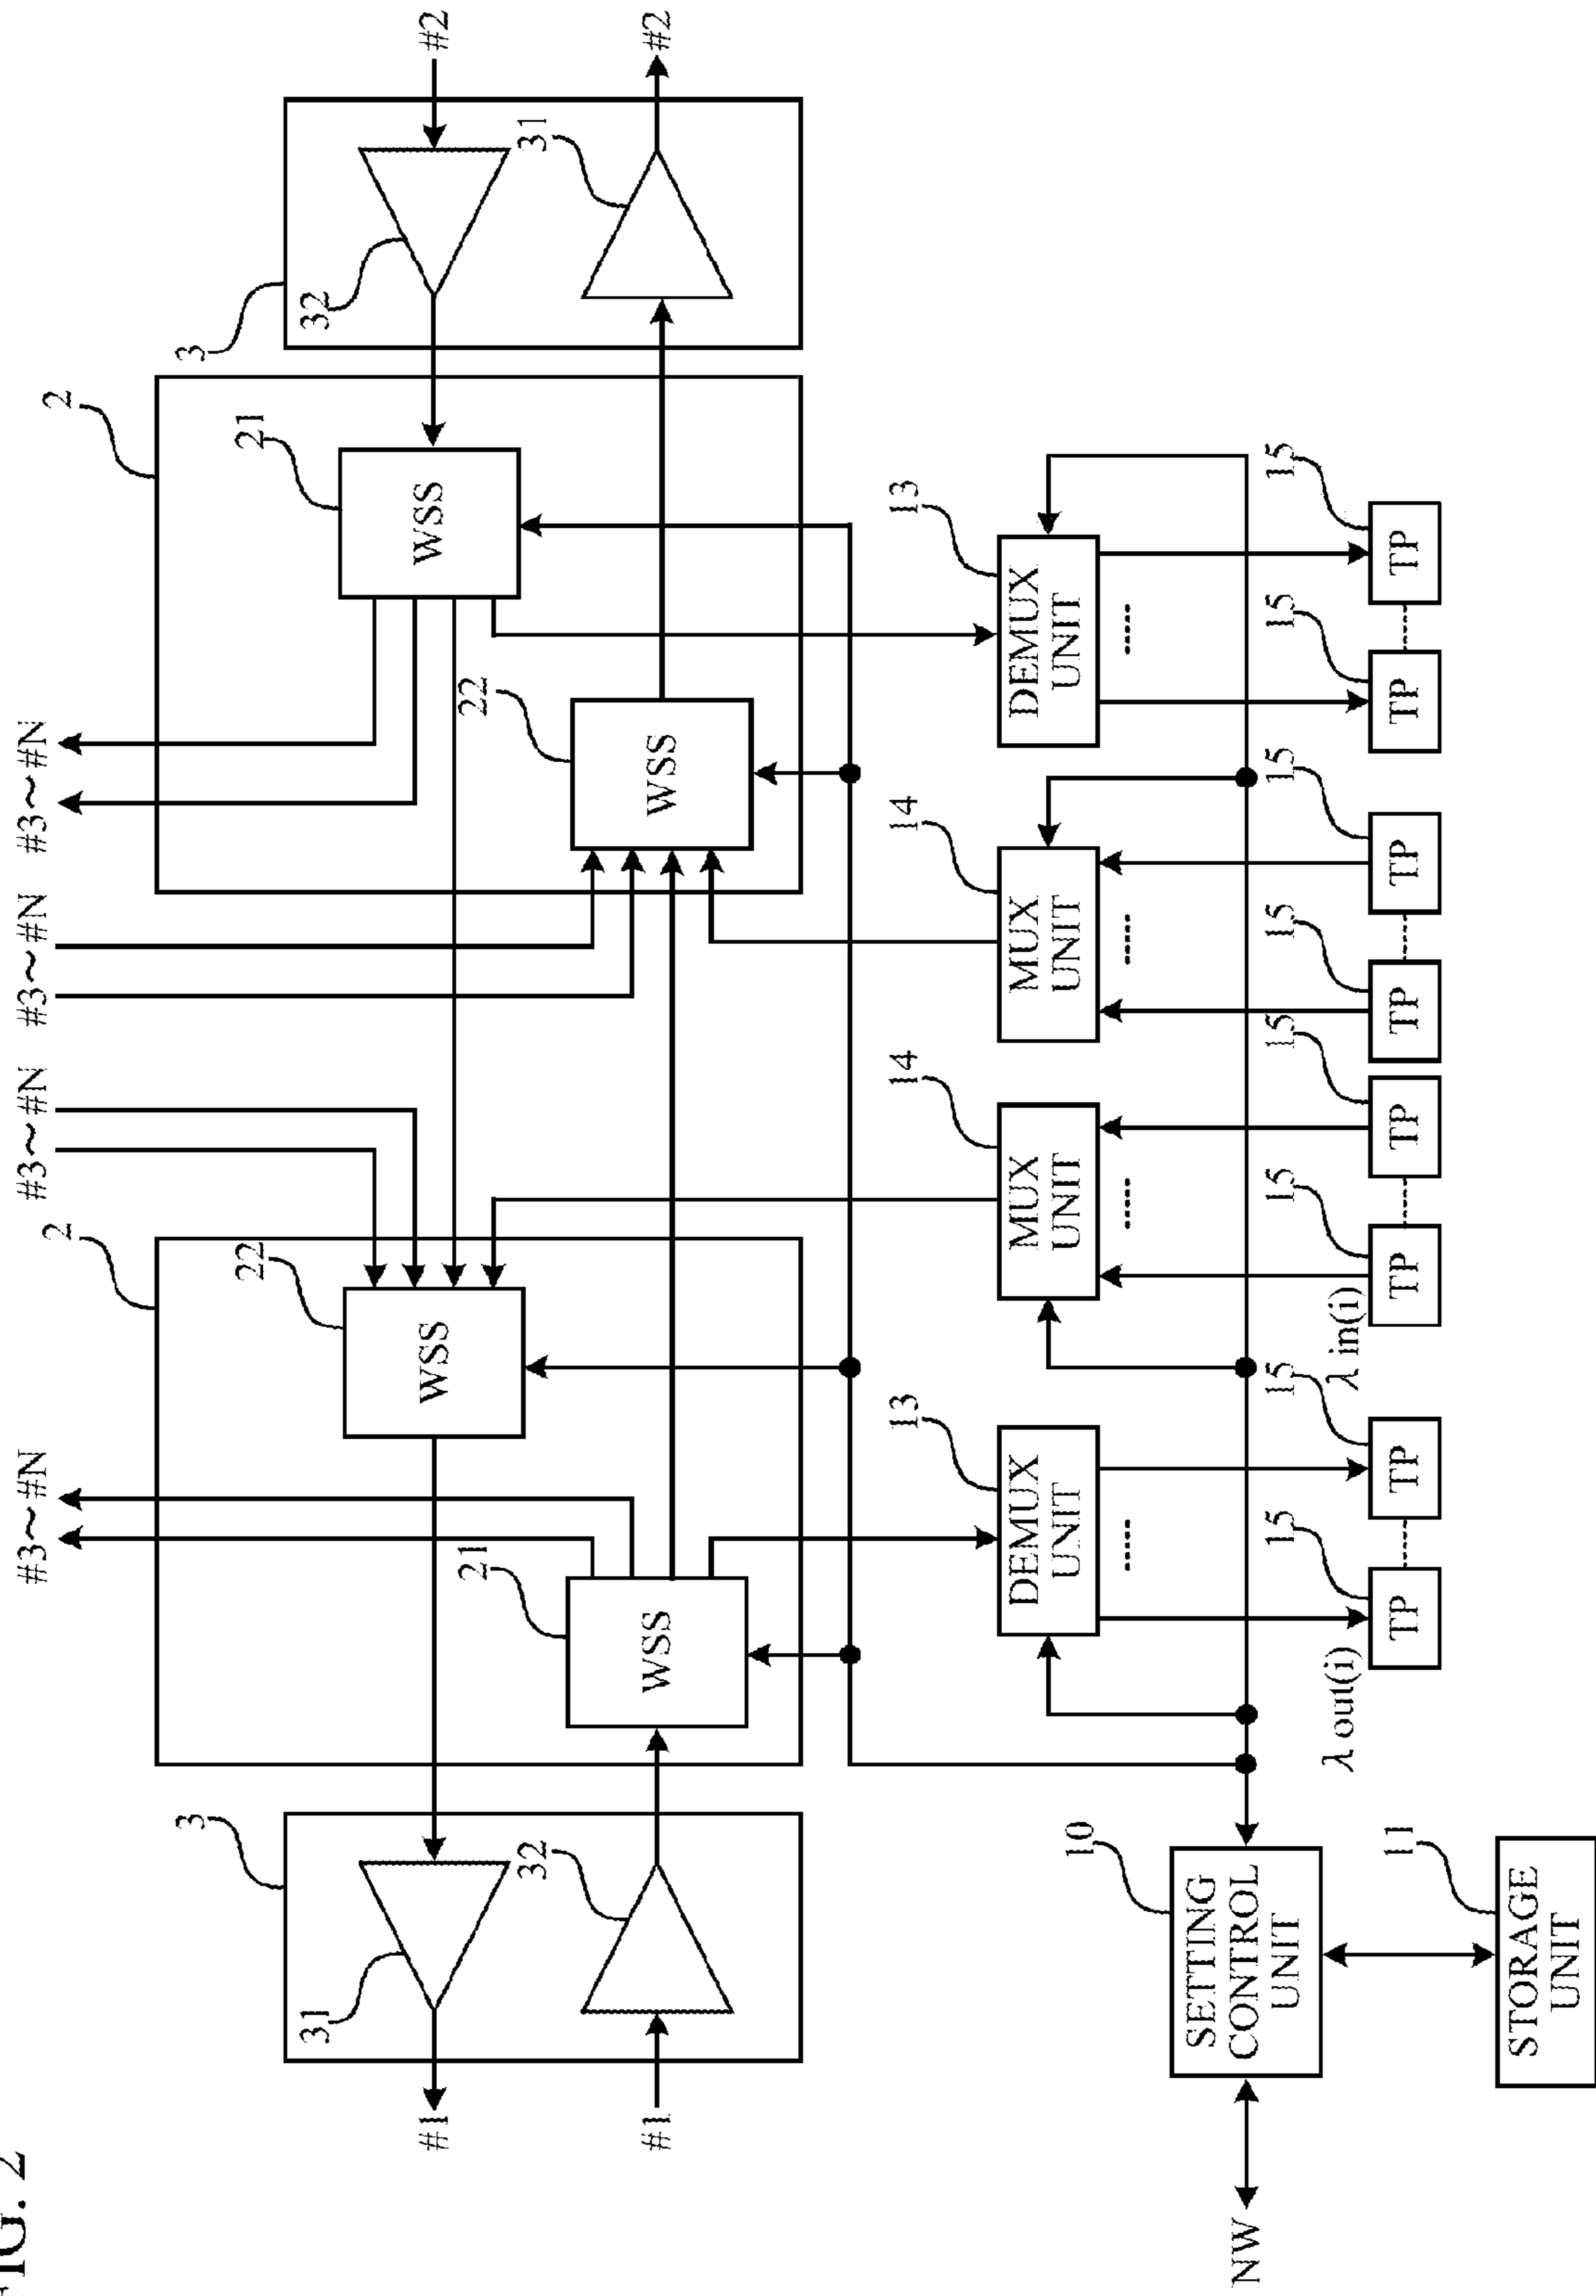 FIG. 2
#3~#N
#3~#N
#3~#N
#3~#N
2
2
3
3
22
21
31
32
#1
WSS
WSS
#2
21
22
32
31
#1
WSS
WSS
#2
13
14
14
13
DEMUX
UNIT
MUX
UNIT
MUX
UNIT
DEMUX
UNIT
10
SETTING
CONTROL
UNIT
NW
15
15
15
15
15
15
15
15
λ out(i)
λ in(i)
TP
TP
TP
TP
TP
TP
TP
TP
11
STORAGE
UNIT